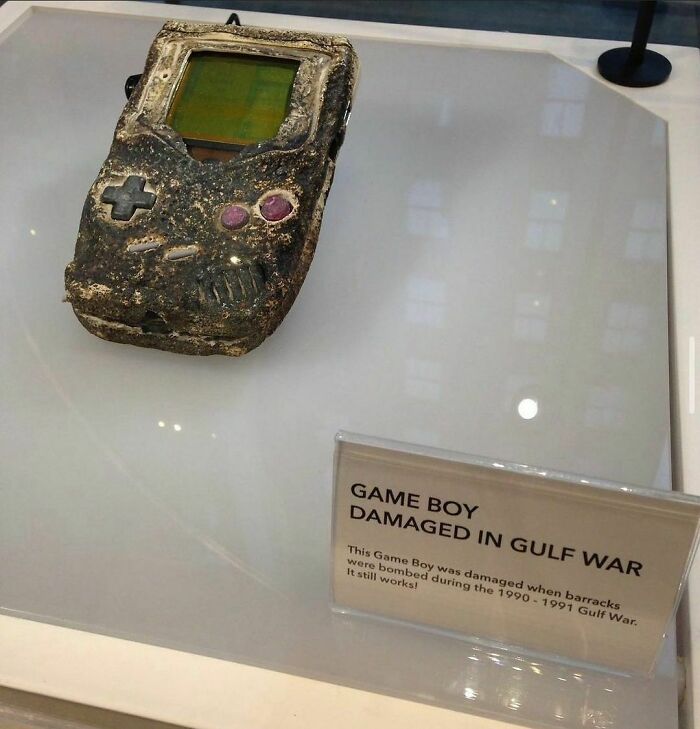 GAME BOY
DAMAGED IN GULF WAR
This Game Boy was damaged when barracks
were bombed during the 1990 - 1991 Gulf War.
It still works!